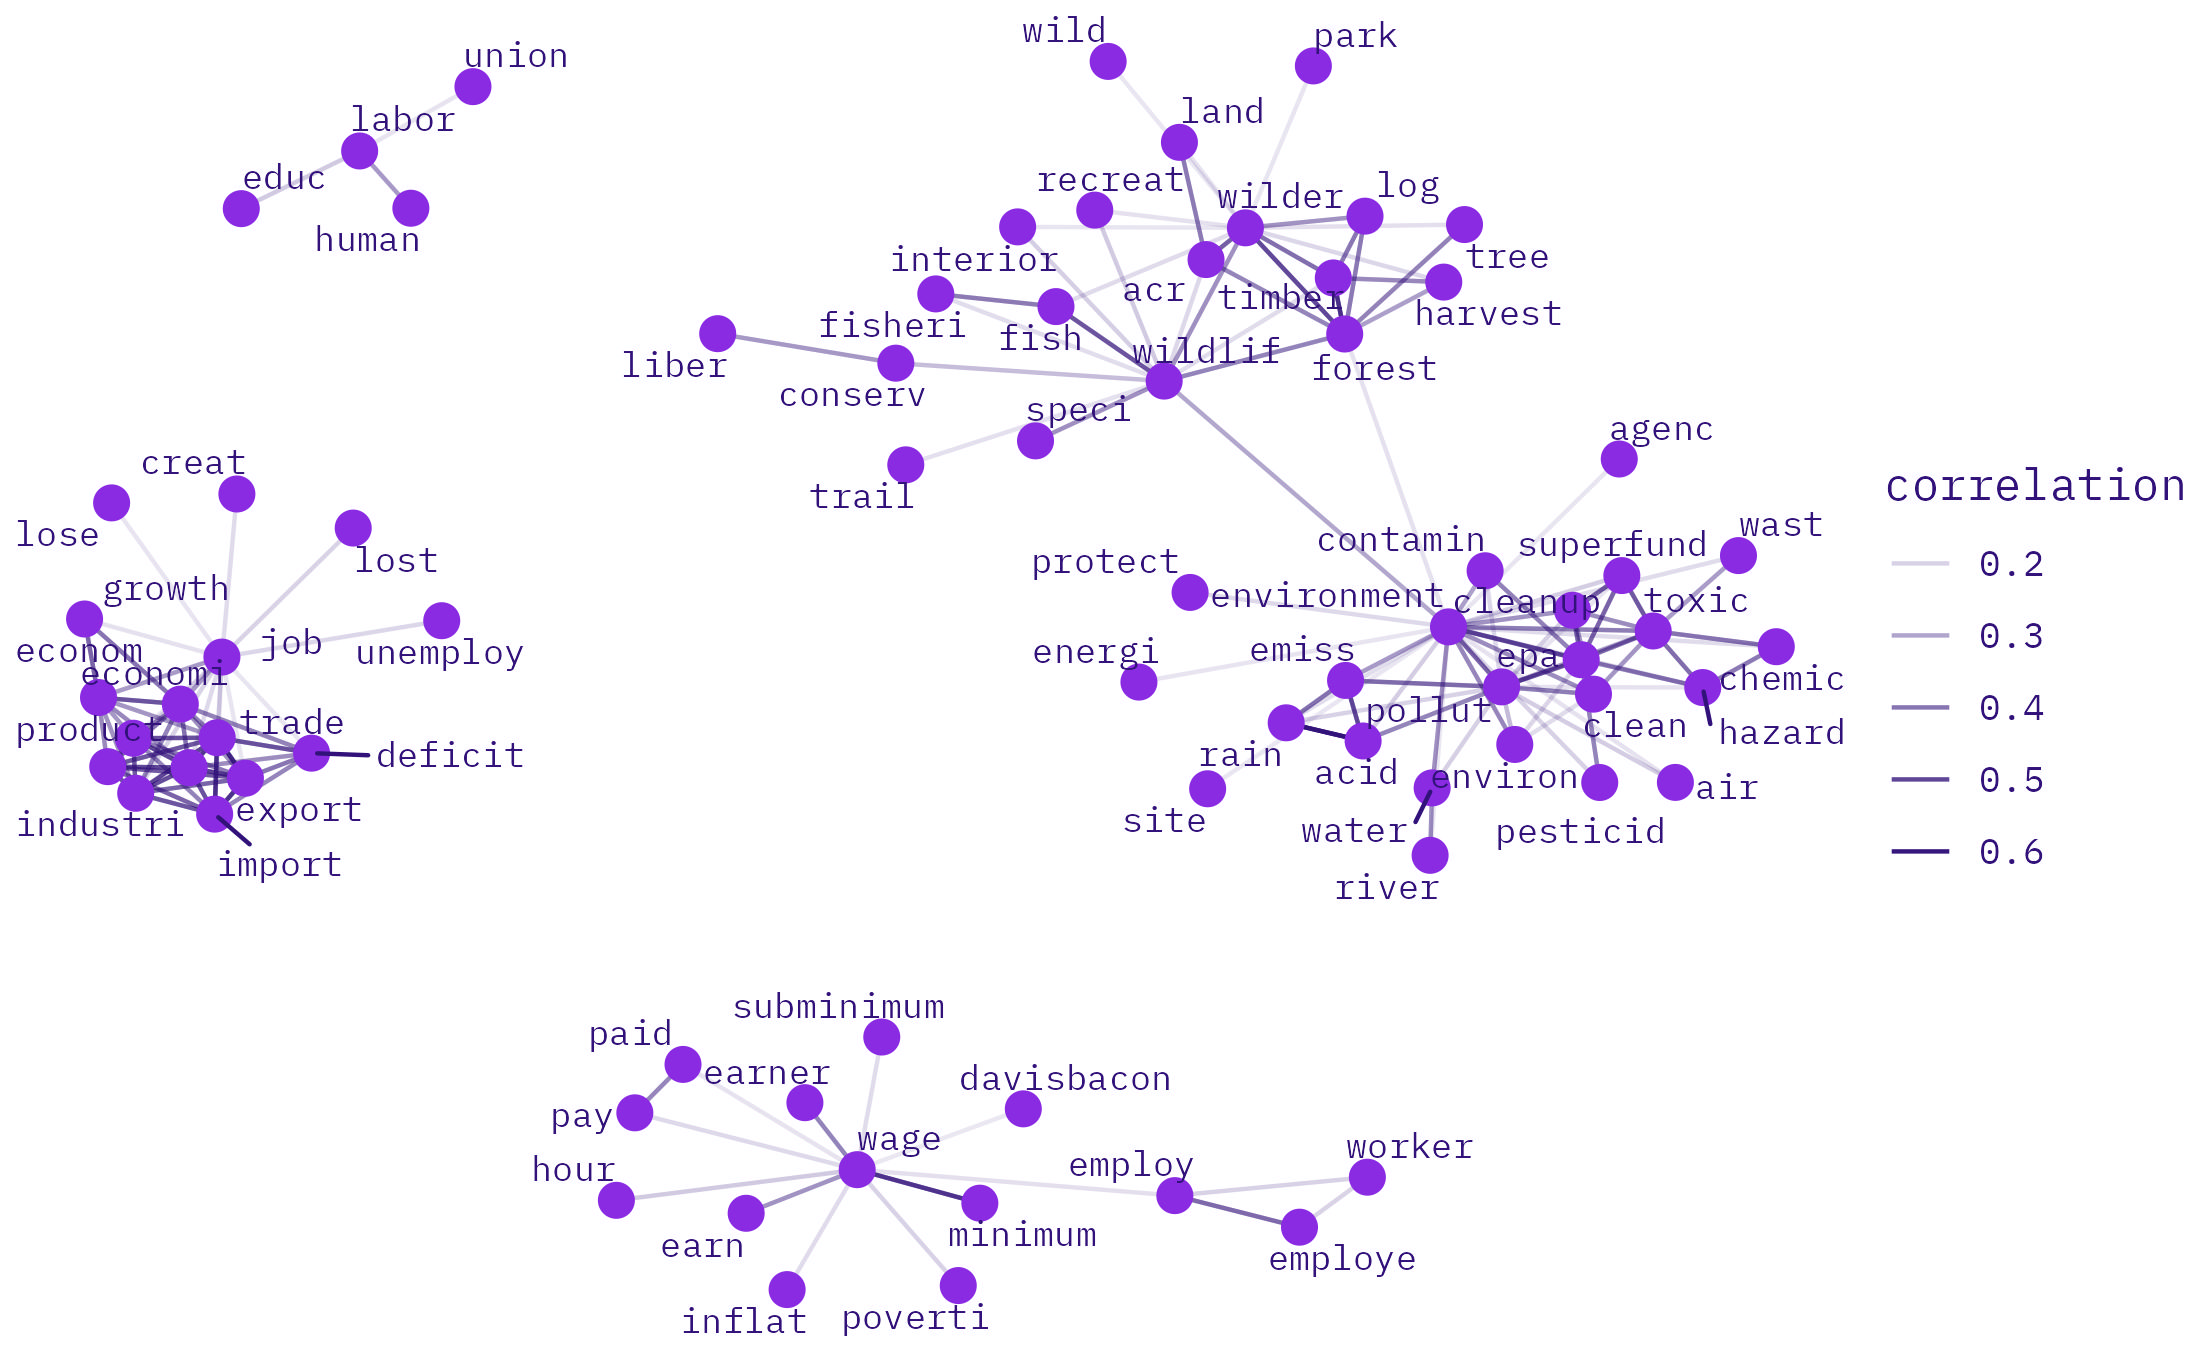 wild
park
union
land
labor
educ
recreat
wilder
log
human
interior
tree
acr
timber
harvest
fisheri
fish
liber
wildlif
forest
conserv
speci
agenc
creat
trail
correlation
lose
lost
contamin
superfund
wast
protect
0.2
growth
environment
cleanup
toxic
job
econom
unemploy
energi
emiss
epa
0.3
economi
chemic
product
trade
pollut
clean
hazard
0.4
deficit
rain
acid
environ
air
0.5
industri
export
site
water
pesticid
0.6
import
river
subminimum
paid
earner
davisbacon
pay
wage
worker
hour
employ
earn
minimum
employe
inflat
poverti